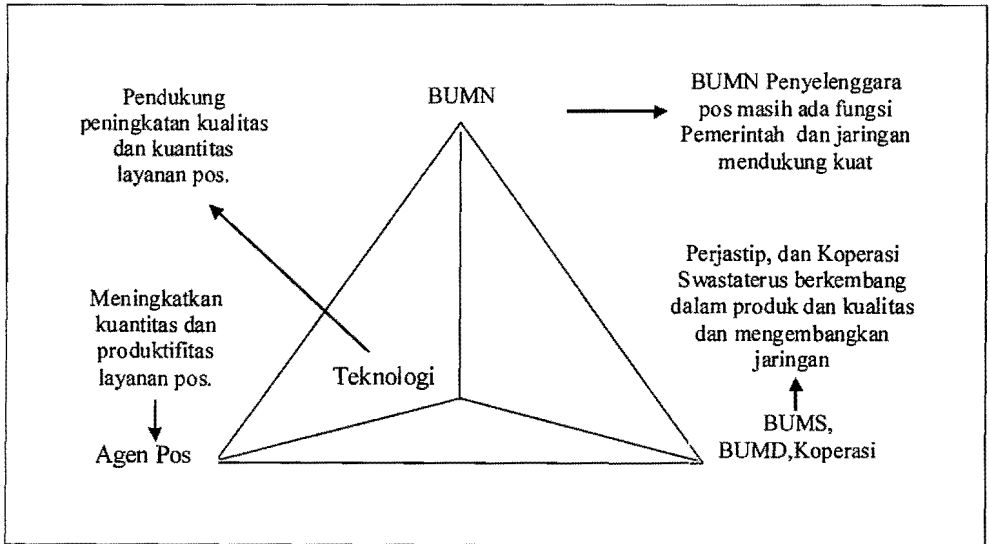 Pendukung
peningkatan kualitas
dan kuantitas
layanan pos.
BUMN
BUMN Penyelenggara
pos masih ada fungsi
Pemerintah dan jaringan
mendukung kuat
Meningkatkan
kuantitas dan
produktifitas
layanan pos.
Teknologi
Perjastip, dan Koperasi
Swastaterus berkembang
dalam produk dan kualitas
dan mengembangkan
jaringan
Agen Pos
BUMS,
BUMD,Koperasi